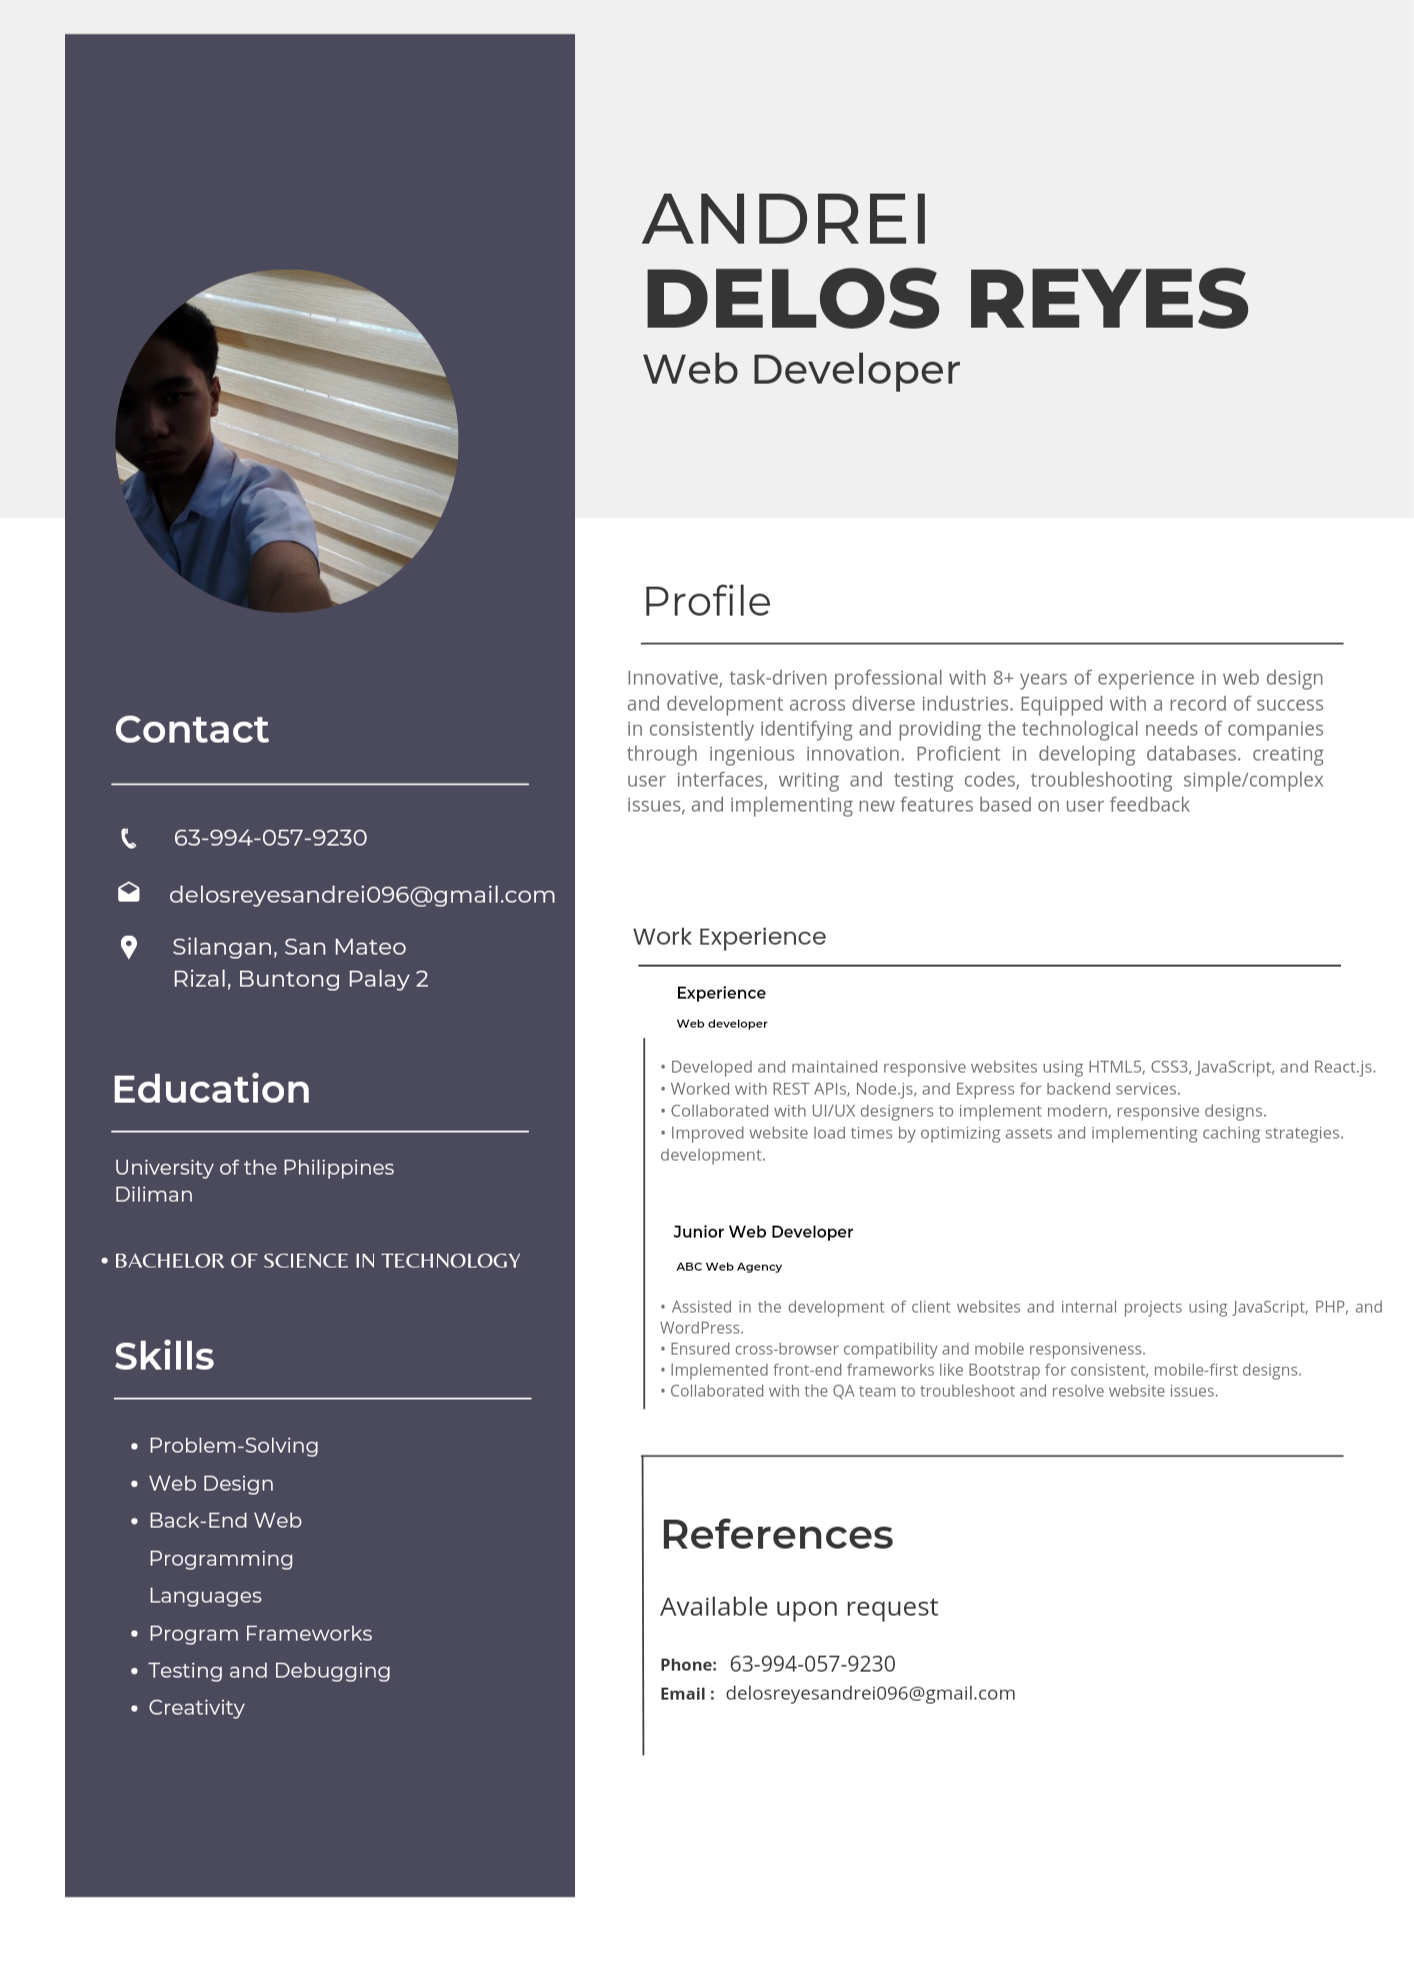 ANDREI
DELOS REYES
Web Developer
Contact
63-994-057-9230
delosreyesandrei096@gmail.com
Silangan, San Mateo
Rizal, Buntong Palay 2
Education
University of the Philippines
Diliman
• BACHELOR OF SCIENCE IN TECHNOLOGY
Skills
• Problem-Solving
• Web Design
• Back-End Web
Programming
Languages
• Program Frameworks
• Testing and Debugging
• Creativity
Profile
Innovative, task-driven professional with 8+ years of experience in web design
and development across diverse industries. Equipped with a record of success
in consistently identifying and providing the technological needs of companies
through ingenious innovation. Proficient in developing databases. creating
user interfaces, writing and testing codes, troubleshooting simple/complex
issues, and implementing new features based on user feedback
Work Experience
Experience
Web developer
• Developed and maintained responsive websites using HTML5, CSS3, JavaScript, and React.js.
• Worked with REST APIs, Node.js, and Express for backend services.
• Collaborated with UI/UX designers to implement modern, responsive designs.
• Improved website load times by optimizing assets and implementing caching strategies.
development.
Junior Web Developer
ABC Web Agency
• Assisted in the development of client websites and internal projects using JavaScript, PHP, and
WordPress.
• Ensured cross-browser compatibility and mobile responsiveness.
• Implemented front-end frameworks like Bootstrap for consistent, mobile-first designs.
• Collaborated with the QA team to troubleshoot and resolve website issues.
References
Available upon request
Phone: 63-994-057-9230
Email : delosreyesandrei096@gmail.com